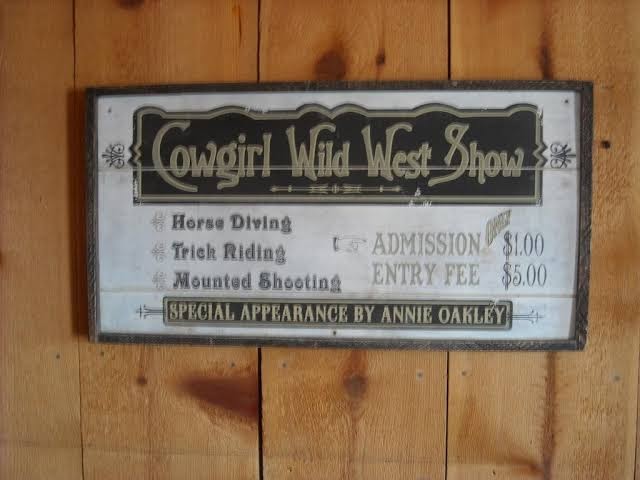 Cowgirl Wild West Show
Horse Diving
Trick Riding
Mounted Shooting
ADMISSION ONLY $1.00
ENTRY FEE $5.00
SPECIAL APPEARANCE BY ANNIE OAKLEY